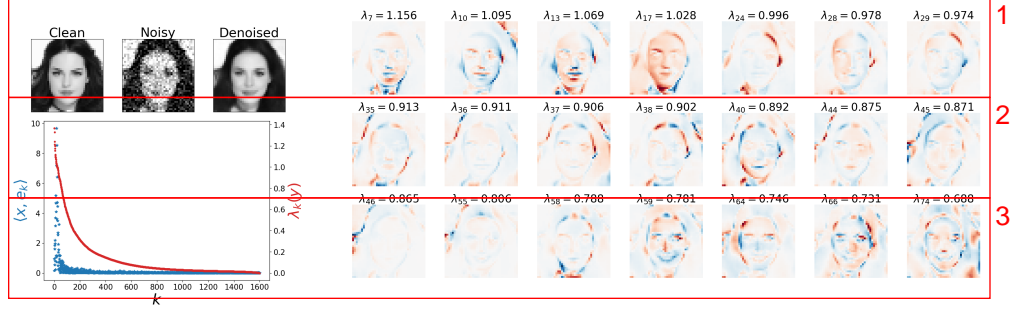 Clean Noisy Denoised
λ7 = 1.156 λ10 = 1.095 λ13 = 1.069 λ17 = 1.028 λ24 = 0.996 λ28 = 0.978 λ29 = 0.974
1
λ35 = 0.913 λ36 = 0.911 λ37 = 0.906 λ38 = 0.902 λ40 = 0.892 λ44 = 0.875 λ45 = 0.871
2
λ46 = 0.865 λ55 = 0.806 λ58 = 0.788 λ59 = 0.781 λ64 = 0.746 λ66 = 0.731 λ74 = 0.688
3
10
8
6
4
2
0
⟨x, ek⟩
1.4
1.2
1.0
0.8
0.6
0.4
0.2
0.0
λk(y)
0 200 400 600 800 1000 1200 1400 1600
k